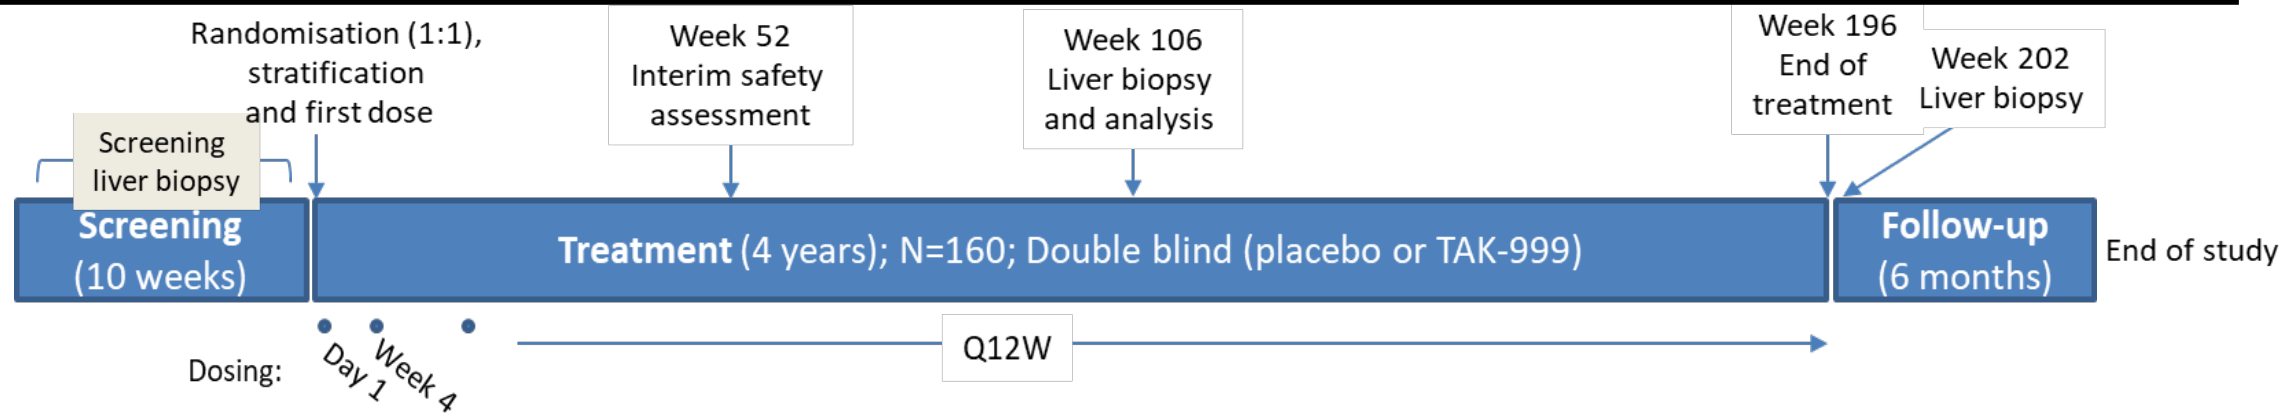 Randomisation (1:1),
stratification
and first dose
Screening
liver biopsy
Week 52
Interim safety
assessment
Week 106
Liver biopsy
and analysis
Week 196
End of
treatment
Week 202
Liver biopsy
Screening
(10 weeks)
Treatment (4 years); N=160; Double blind (placebo or TAK-999)
Follow-up
(6 months)
End of study
Dosing:
Day 1
Week 4
Q12W